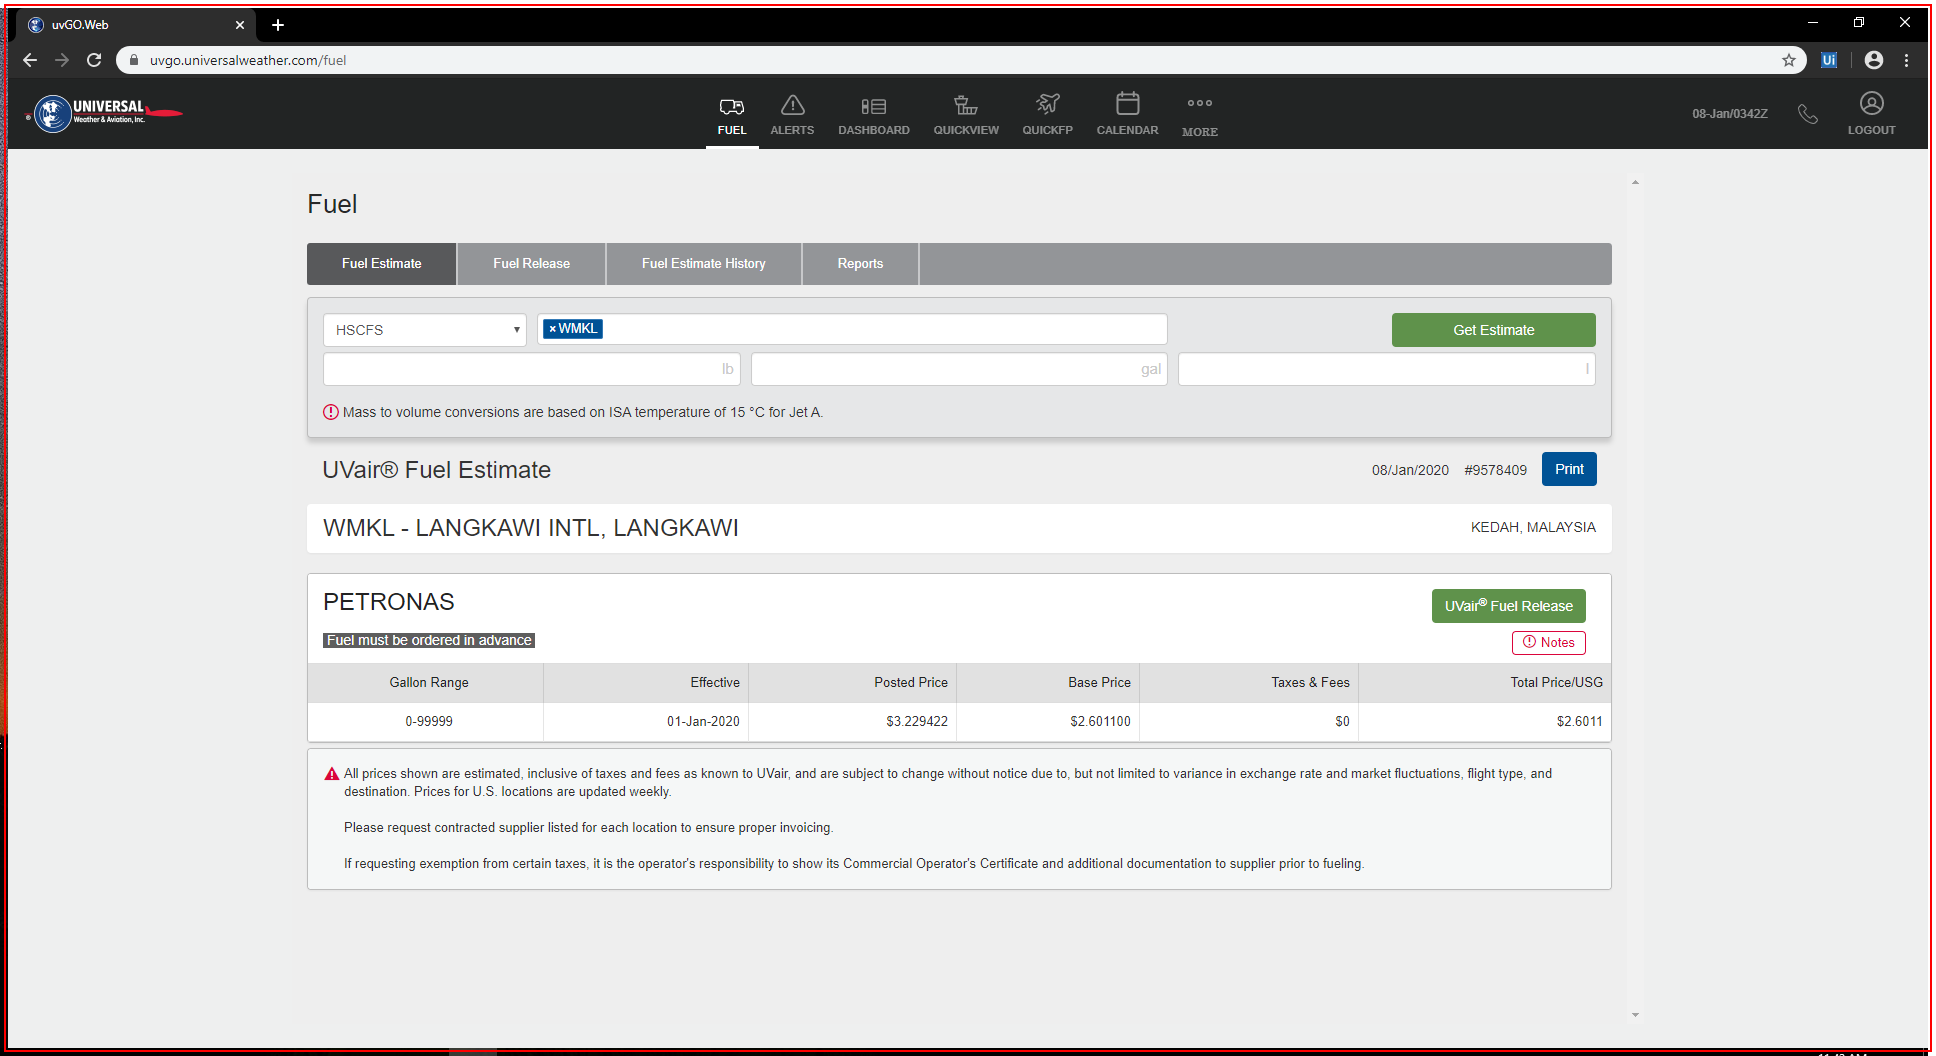 uvGO.Web
uvgo.universalweather.com/fuel
Ui
UNIVERSAL
Weather & Aviation, Inc.
FUEL
ALERTS
DASHBOARD
QUICKVIEW
QUICKFP
CALENDAR
MORE
08-Jan/0342Z
LOGOUT
Fuel
Fuel Estimate
Fuel Release
Fuel Estimate History
Reports
HSCFS
×WMKL
Get Estimate
lb
gal
l
Mass to volume conversions are based on ISA temperature of 15 °C for Jet A.
UVair® Fuel Estimate
08/Jan/2020 #9578409 Print
WMKL - LANGKAWI INTL, LANGKAWI
KEDAH, MALAYSIA
PETRONAS
UVair® Fuel Release
Fuel must be ordered in advance
Notes
Gallon Range Effective Posted Price Base Price Taxes & Fees Total Price/USG
0-99999 01-Jan-2020 $3.229422 $2.601100 $0 $2.6011
All prices shown are estimated, inclusive of taxes and fees as known to UVair, and are subject to change without notice due to, but not limited to variance in exchange rate and market fluctuations, flight type, and
destination. Prices for U.S. locations are updated weekly.
Please request contracted supplier listed for each location to ensure proper invoicing.
If requesting exemption from certain taxes, it is the operator's responsibility to show its Commercial Operator's Certificate and additional documentation to supplier prior to fueling.